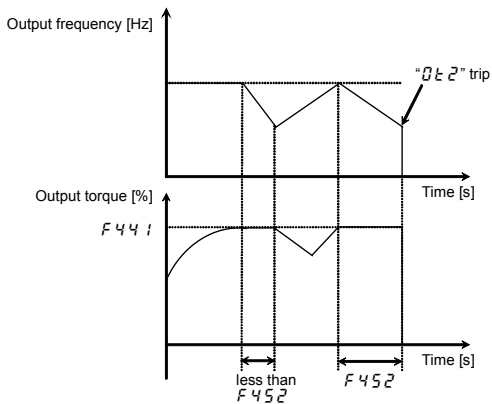 Output frequency [Hz]
“Ot2” trip
Time [s]
Output torque [%]
F441
Time [s]
less than
F452
F452